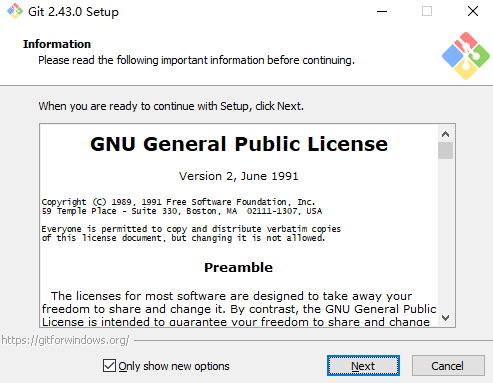 Git 2.43.0 Setup
Information
Please read the following important information before continuing.
When you are ready to continue with Setup, click Next.
GNU General Public License
Version 2, June 1991
Copyright (C) 1989, 1991 Free Software Foundation, Inc.
59 Temple Place - Suite 330, Boston, MA  02111-1307, USA
Everyone is permitted to copy and distribute verbatim copies
of this license document, but changing it is not allowed.
Preamble
The licenses for most software are designed to take away your
freedom to share and change it. By contrast, the GNU General Public
License is intended to guarantee your freedom to share and change
https://gitforwindows.org/
Only show new options
Next
Cancel